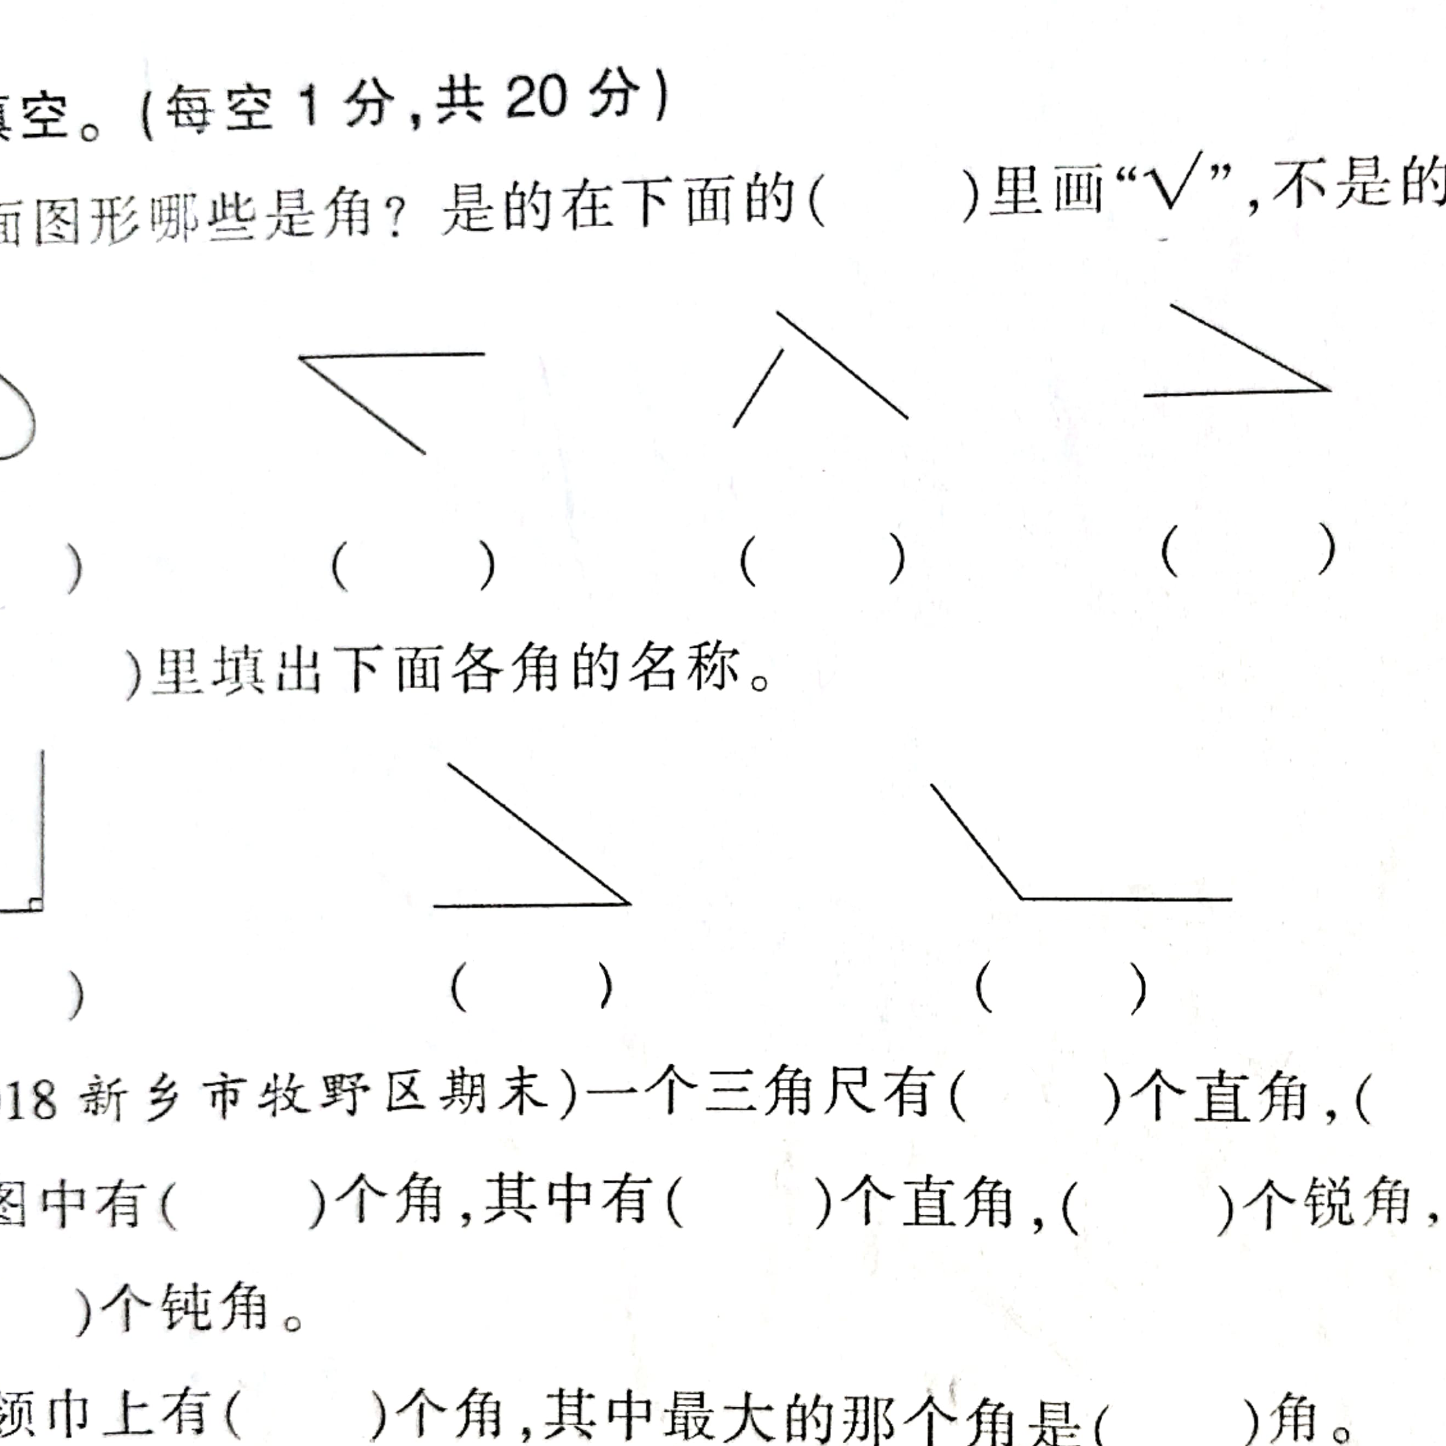 填空。(每空 1 分,共 20 分)
面图形哪些是角? 是的在下面的(  )里画“√”,不是的
)  (  )  (  )  (  )
)里填出下面各角的名称。
)  (  )  (  )
18 新乡市牧野区期末)一个三角尺有(  )个直角,(
图中有(  )个角,其中有(  )个直角,(  )个锐角,
)个钝角。
领巾上有(  )个角,其中最大的那个角是(  )角。